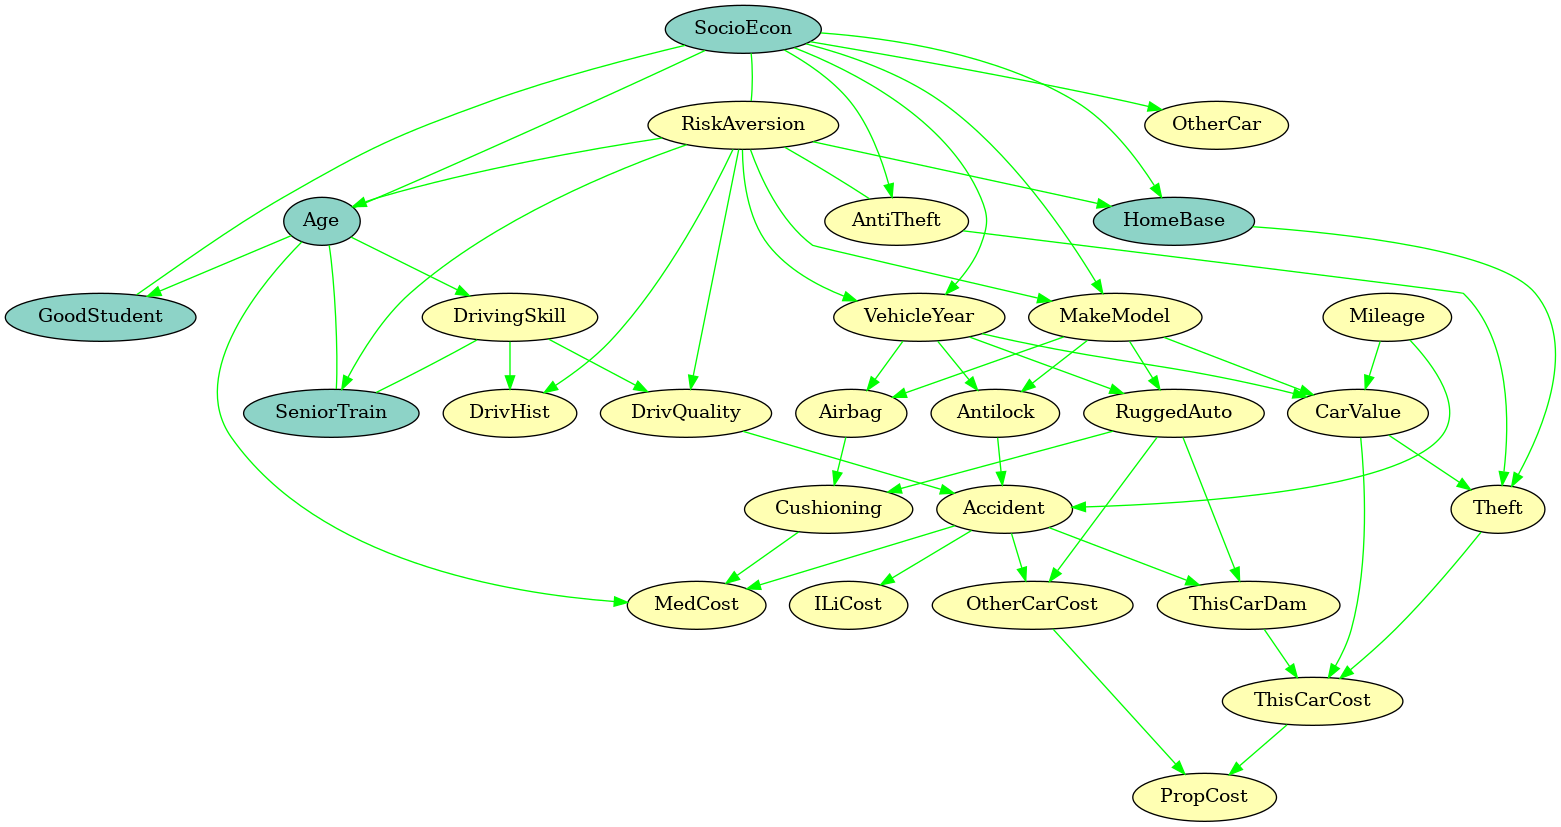 SocioEcon
RiskAversion
OtherCar
Age
AntiTheft
HomeBase
GoodStudent
DrivingSkill
VehicleYear
MakeModel
Mileage
SeniorTrain
DrivHist
DrivQuality
Airbag
Antilock
RuggedAuto
CarValue
Cushioning
Accident
Theft
MedCost
ILiCost
OtherCarCost
ThisCarDam
ThisCarCost
PropCost